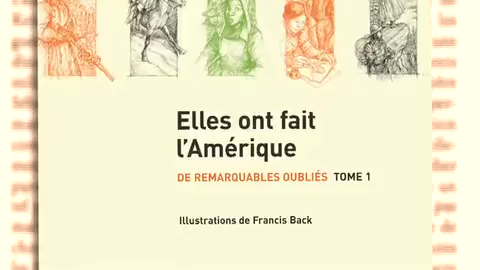 Elles ont fait
l'Amérique
DE REMARQUABLES OUBLIÉS TOME 1
Illustrations de Francis Back